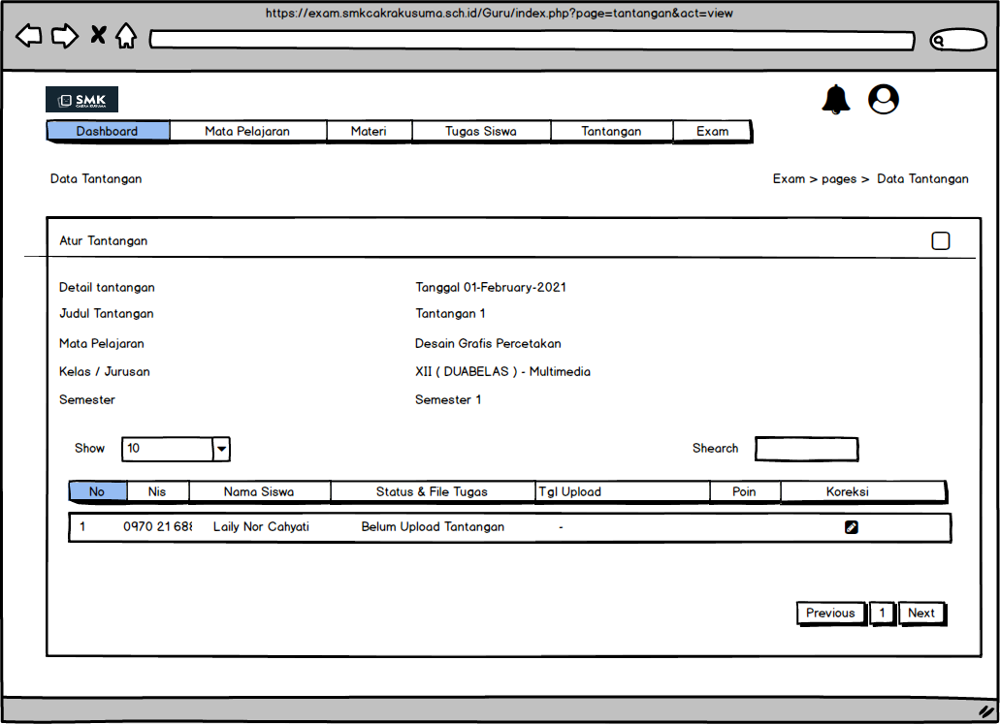 https://exam.smkcakrakusuma.sch.id/Guru/index.php?page=tantangan&act=view
SMK
CAKRA KUSUMA
Dashboard Mata Pelajaran Materi Tugas Siswa Tantangan Exam
Data Tantangan Exam > pages > Data Tantangan
Atur Tantangan
Detail tantangan Tanggal 01-February-2021
Judul Tantangan Tantangan 1
Mata Pelajaran Desain Grafis Percetakan
Kelas / Jurusan XII ( DUABELAS ) - Multimedia
Semester Semester 1
Show 10 Shearch
No Nis Nama Siswa Status & File Tugas Tgl Upload Poin Koreksi
1 0970 21 688 Laily Nor Cahyati Belum Upload Tantangan -
Previous 1 Next